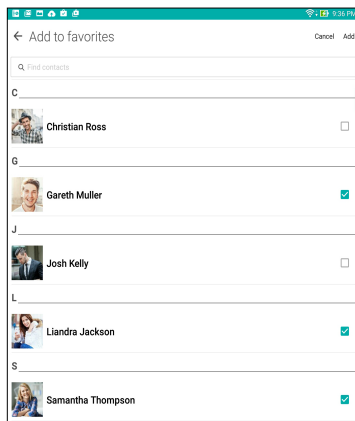 9:36 PM
Add to favorites
Cancel Add
Find contacts
C
Christian Ross
G
Gareth Muller
J
Josh Kelly
L
Liandra Jackson
S
Samantha Thompson